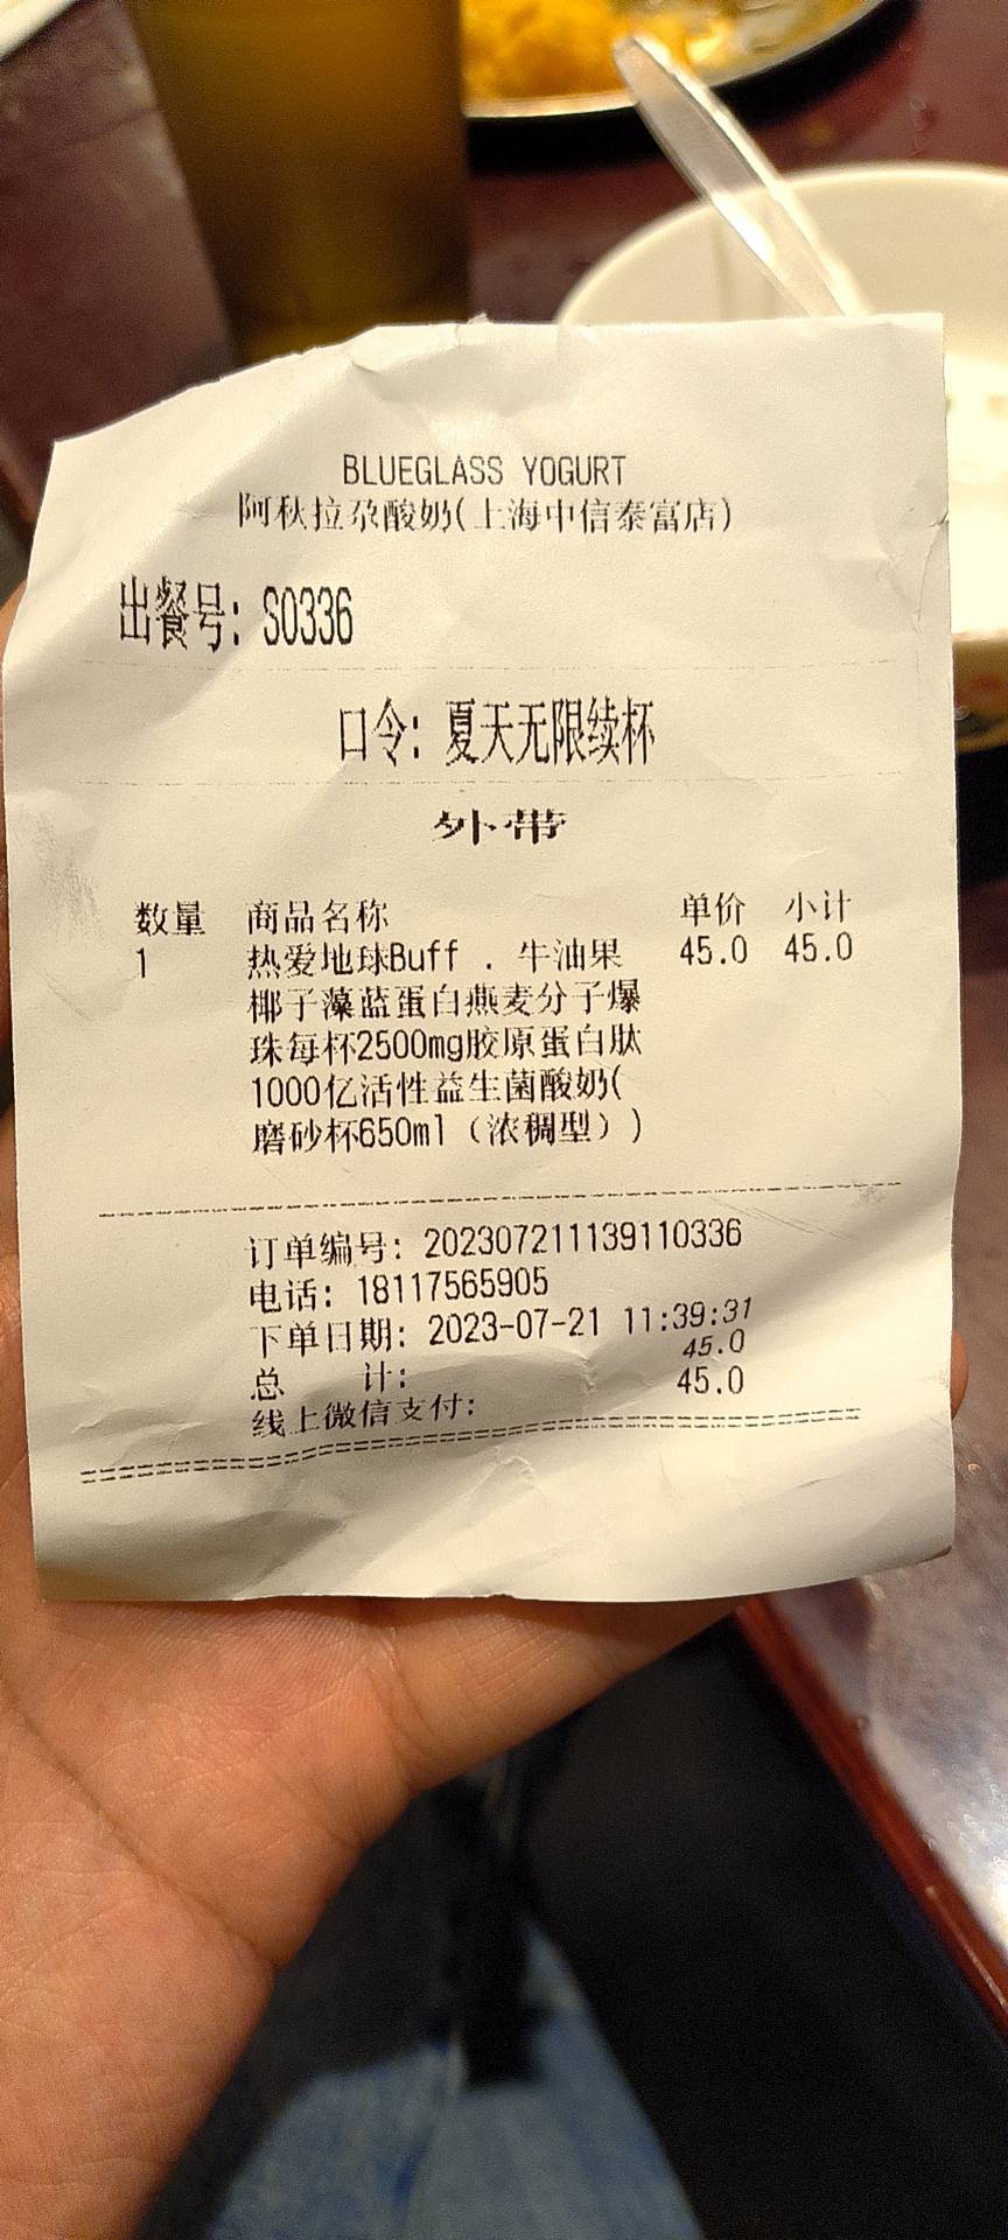 BLUEGLASS YOGURT
阿秋拉尕酸奶(上海中信泰富店)
出餐号: S0336
口令: 夏天无限续杯
外带
数量 商品名称 单价 小计
1 热爱地球Buff . 牛油果 45.0 45.0
椰子藻蓝蛋白燕麦分子爆
珠每杯2500mg胶原蛋白肽
1000亿活性益生菌酸奶(
磨砂杯650ml（浓稠型）)
订单编号: 202307211139110336
电话: 18117565905
下单日期: 2023-07-21 11:39:31
总 计: 45.0
线上微信支付: 45.0